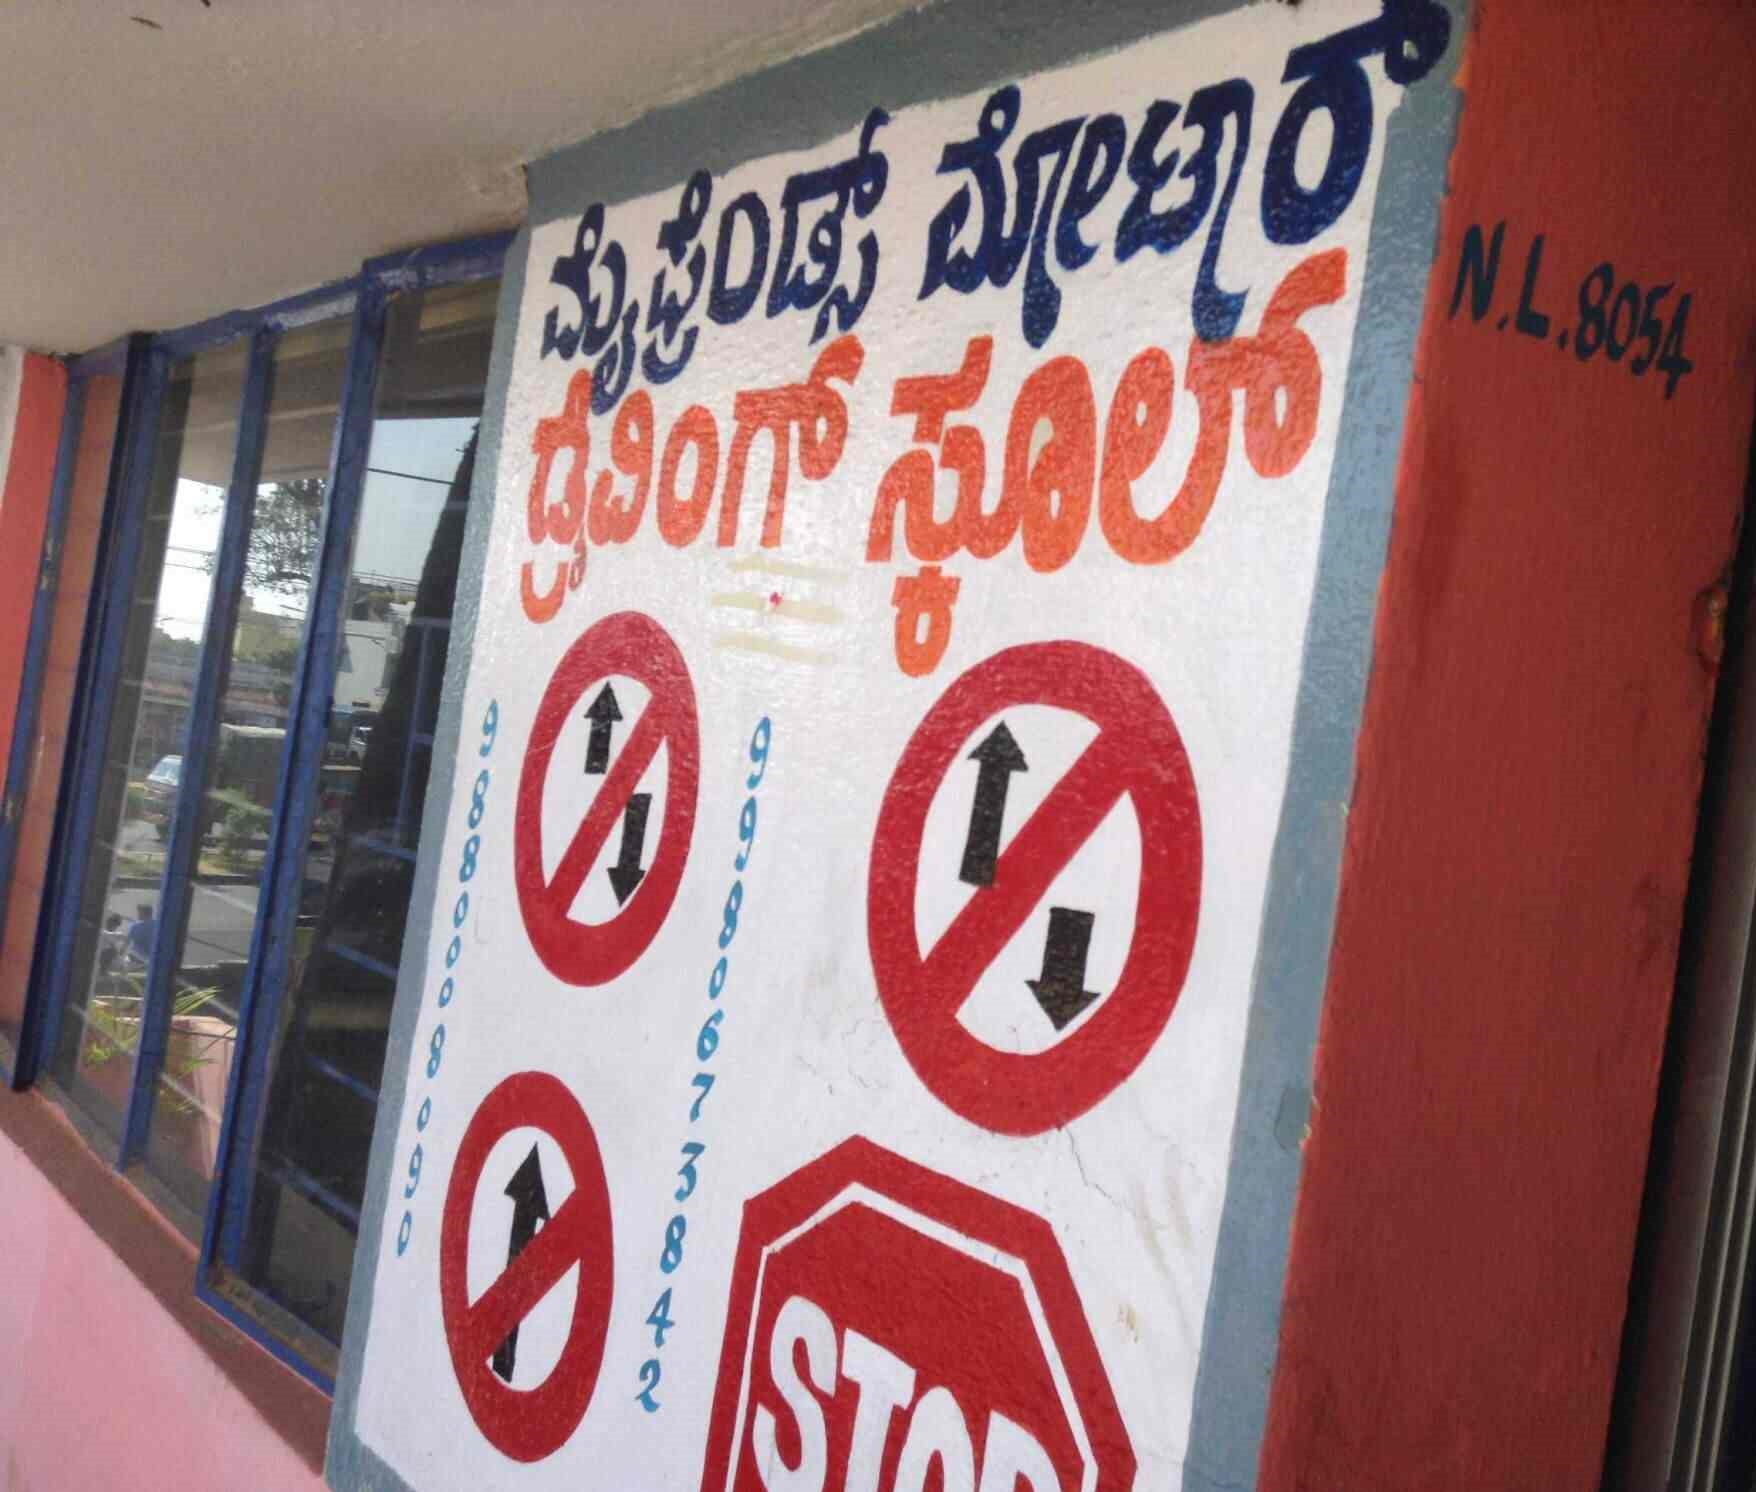 ಮೈ ಫ್ರೆಂಡ್ಸ್ ಮೋಟಾರ್
ಡ್ರೈವಿಂಗ್ ಸ್ಕೂಲ್
N.L.8054
9880008090
9980673842
STOP